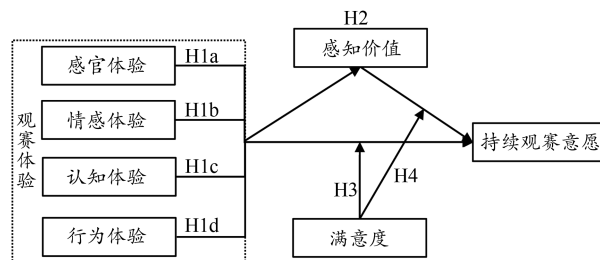 H2
感知价值
观赛体验
感官体验
H1a
情感体验
H1b
认知体验
H1c
行为体验
H1d
持续观赛意愿
H3
H4
满意度